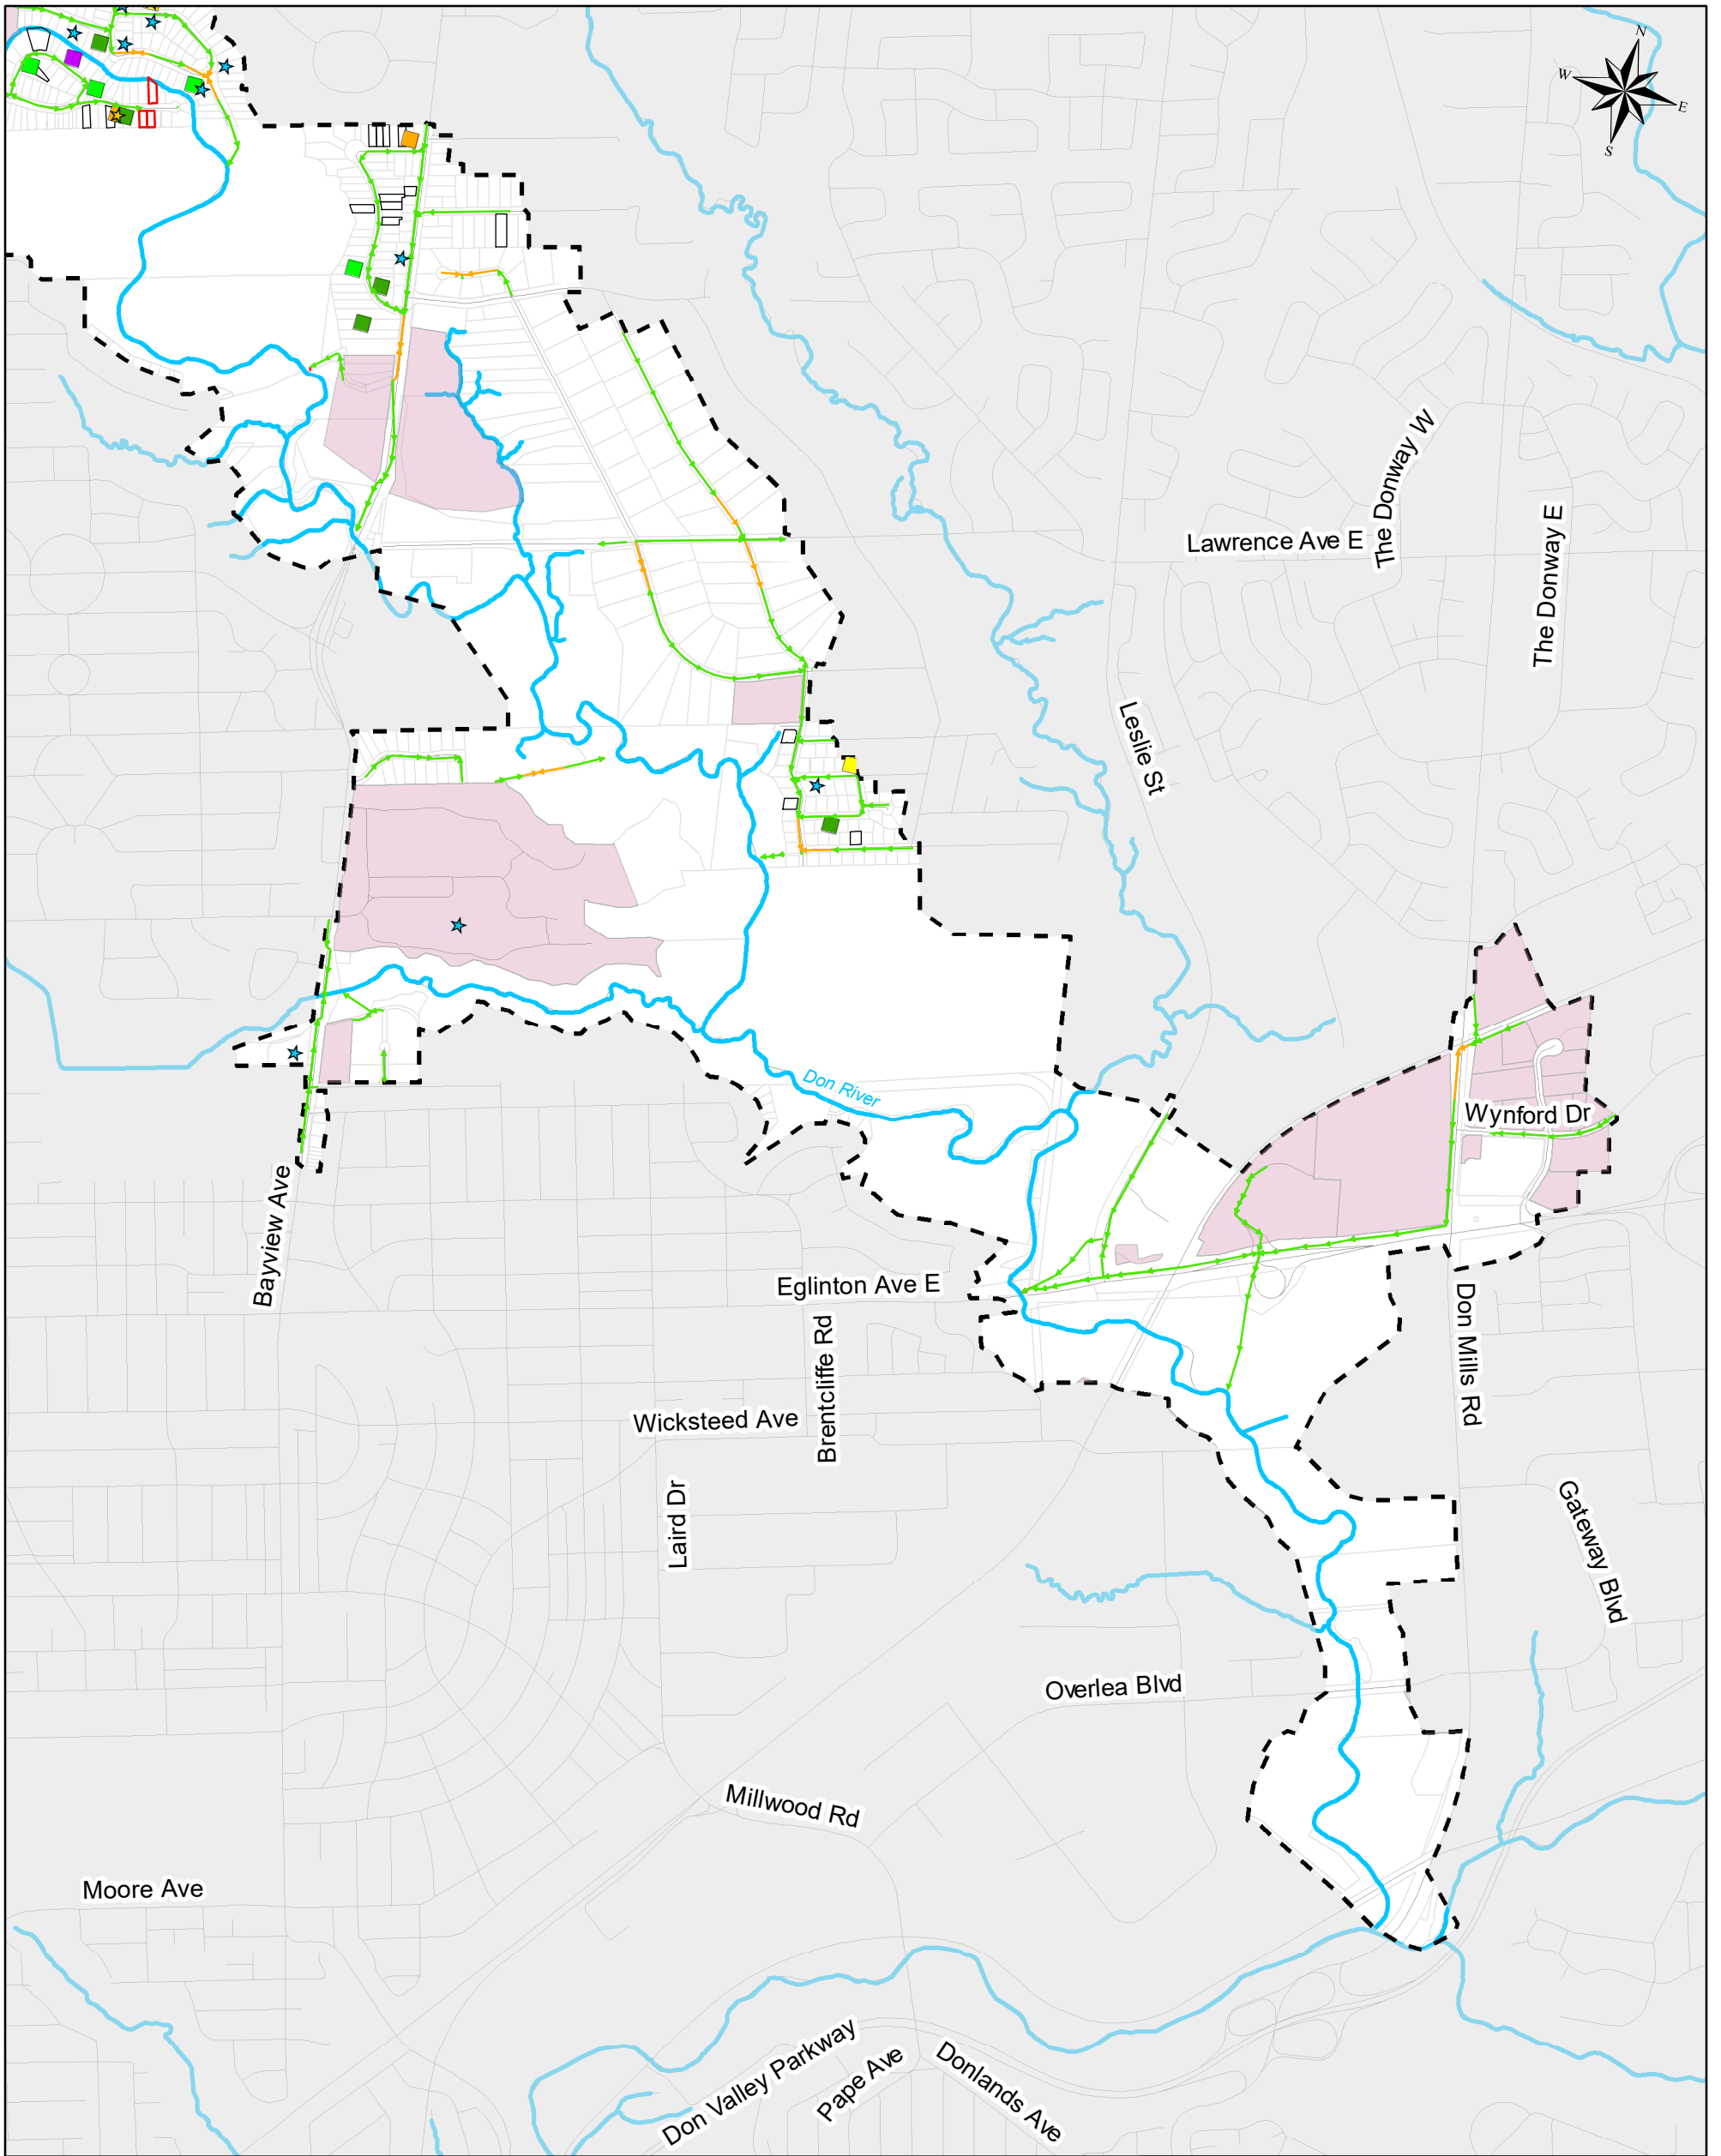 N
W
E
S
The Donway W
Lawrence Ave E
The Donway E
Leslie St
Don River
Wynford Dr
Bayview Ave
Eglinton Ave E
Brentcliffe Rd
Don Mills Rd
Wicksteed Ave
Laird Dr
Gateway Blvd
Overlea Blvd
Millwood Rd
Moore Ave
Don Valley Parkway
Pape Ave
Donlands Ave